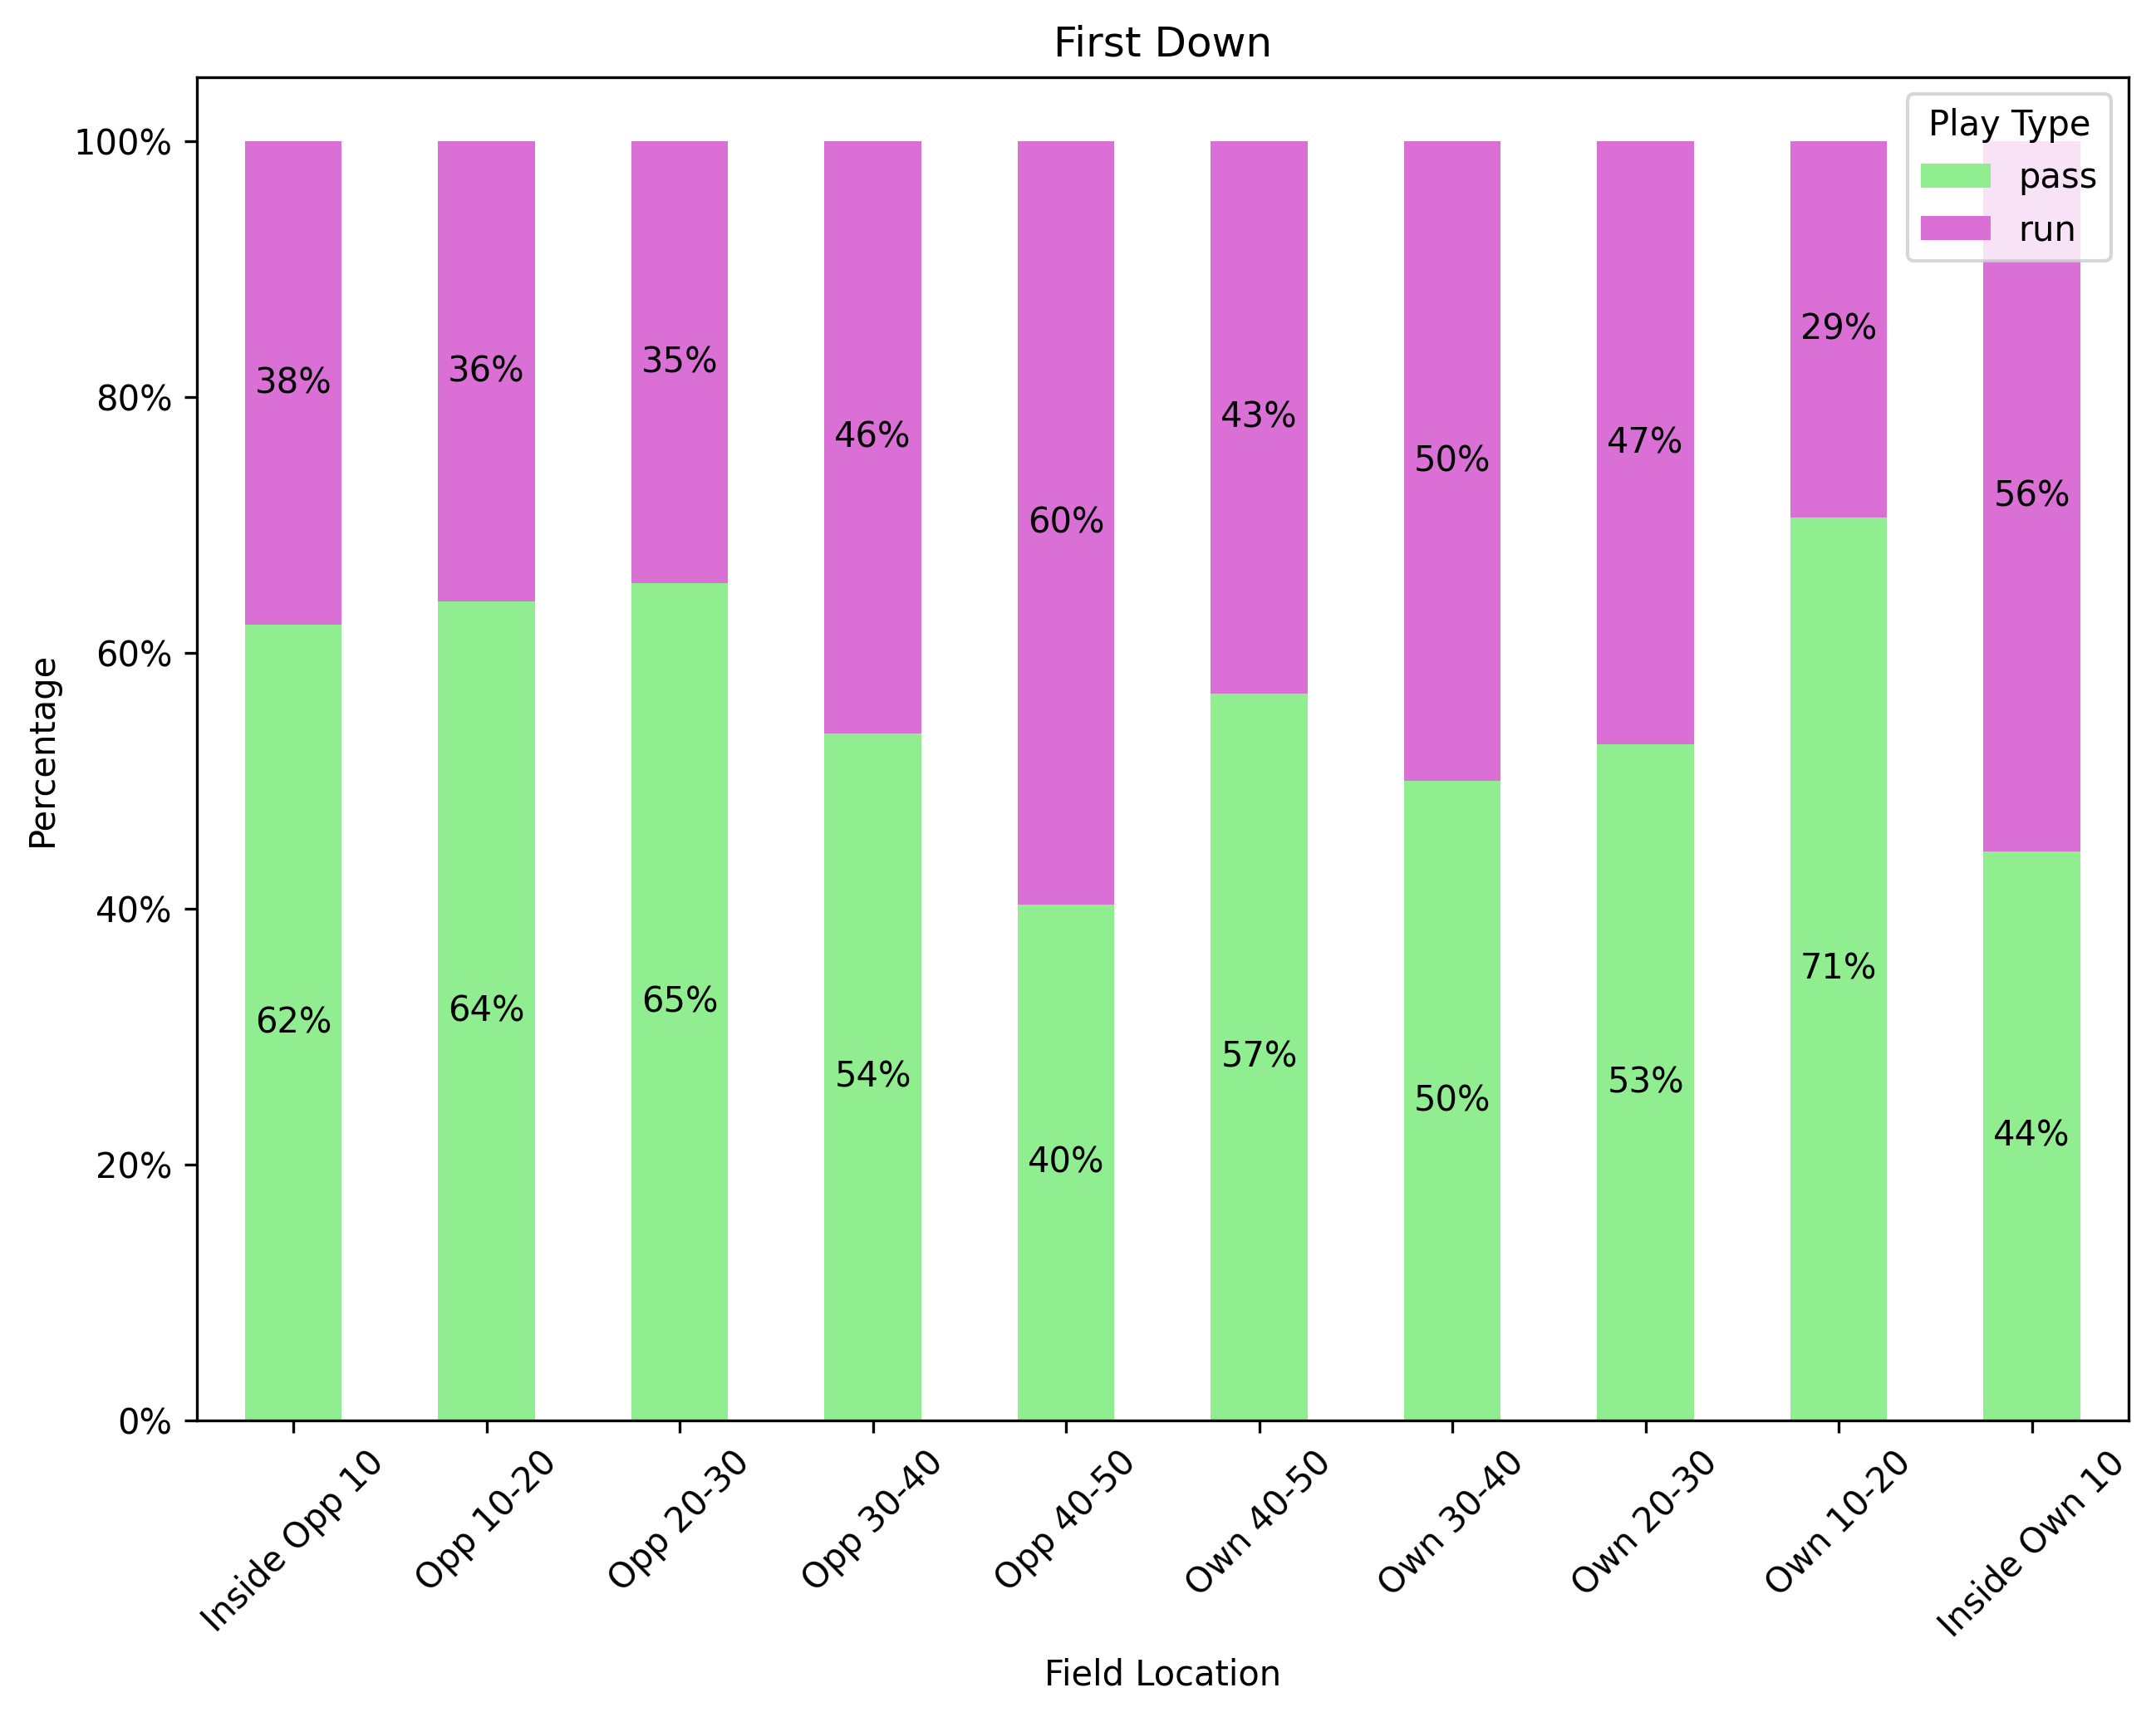 First Down
Percentage
100%
80%
60%
40%
20%
0%
Play Type
pass
run
38%
36%
35%
46%
60%
43%
50%
47%
29%
56%
62%
64%
65%
54%
40%
57%
50%
53%
71%
44%
Inside Opp 10
Opp 10-20
Opp 20-30
Opp 30-40
Opp 40-50
Own 40-50
Own 30-40
Own 20-30
Own 10-20
Inside Own 10
Field Location